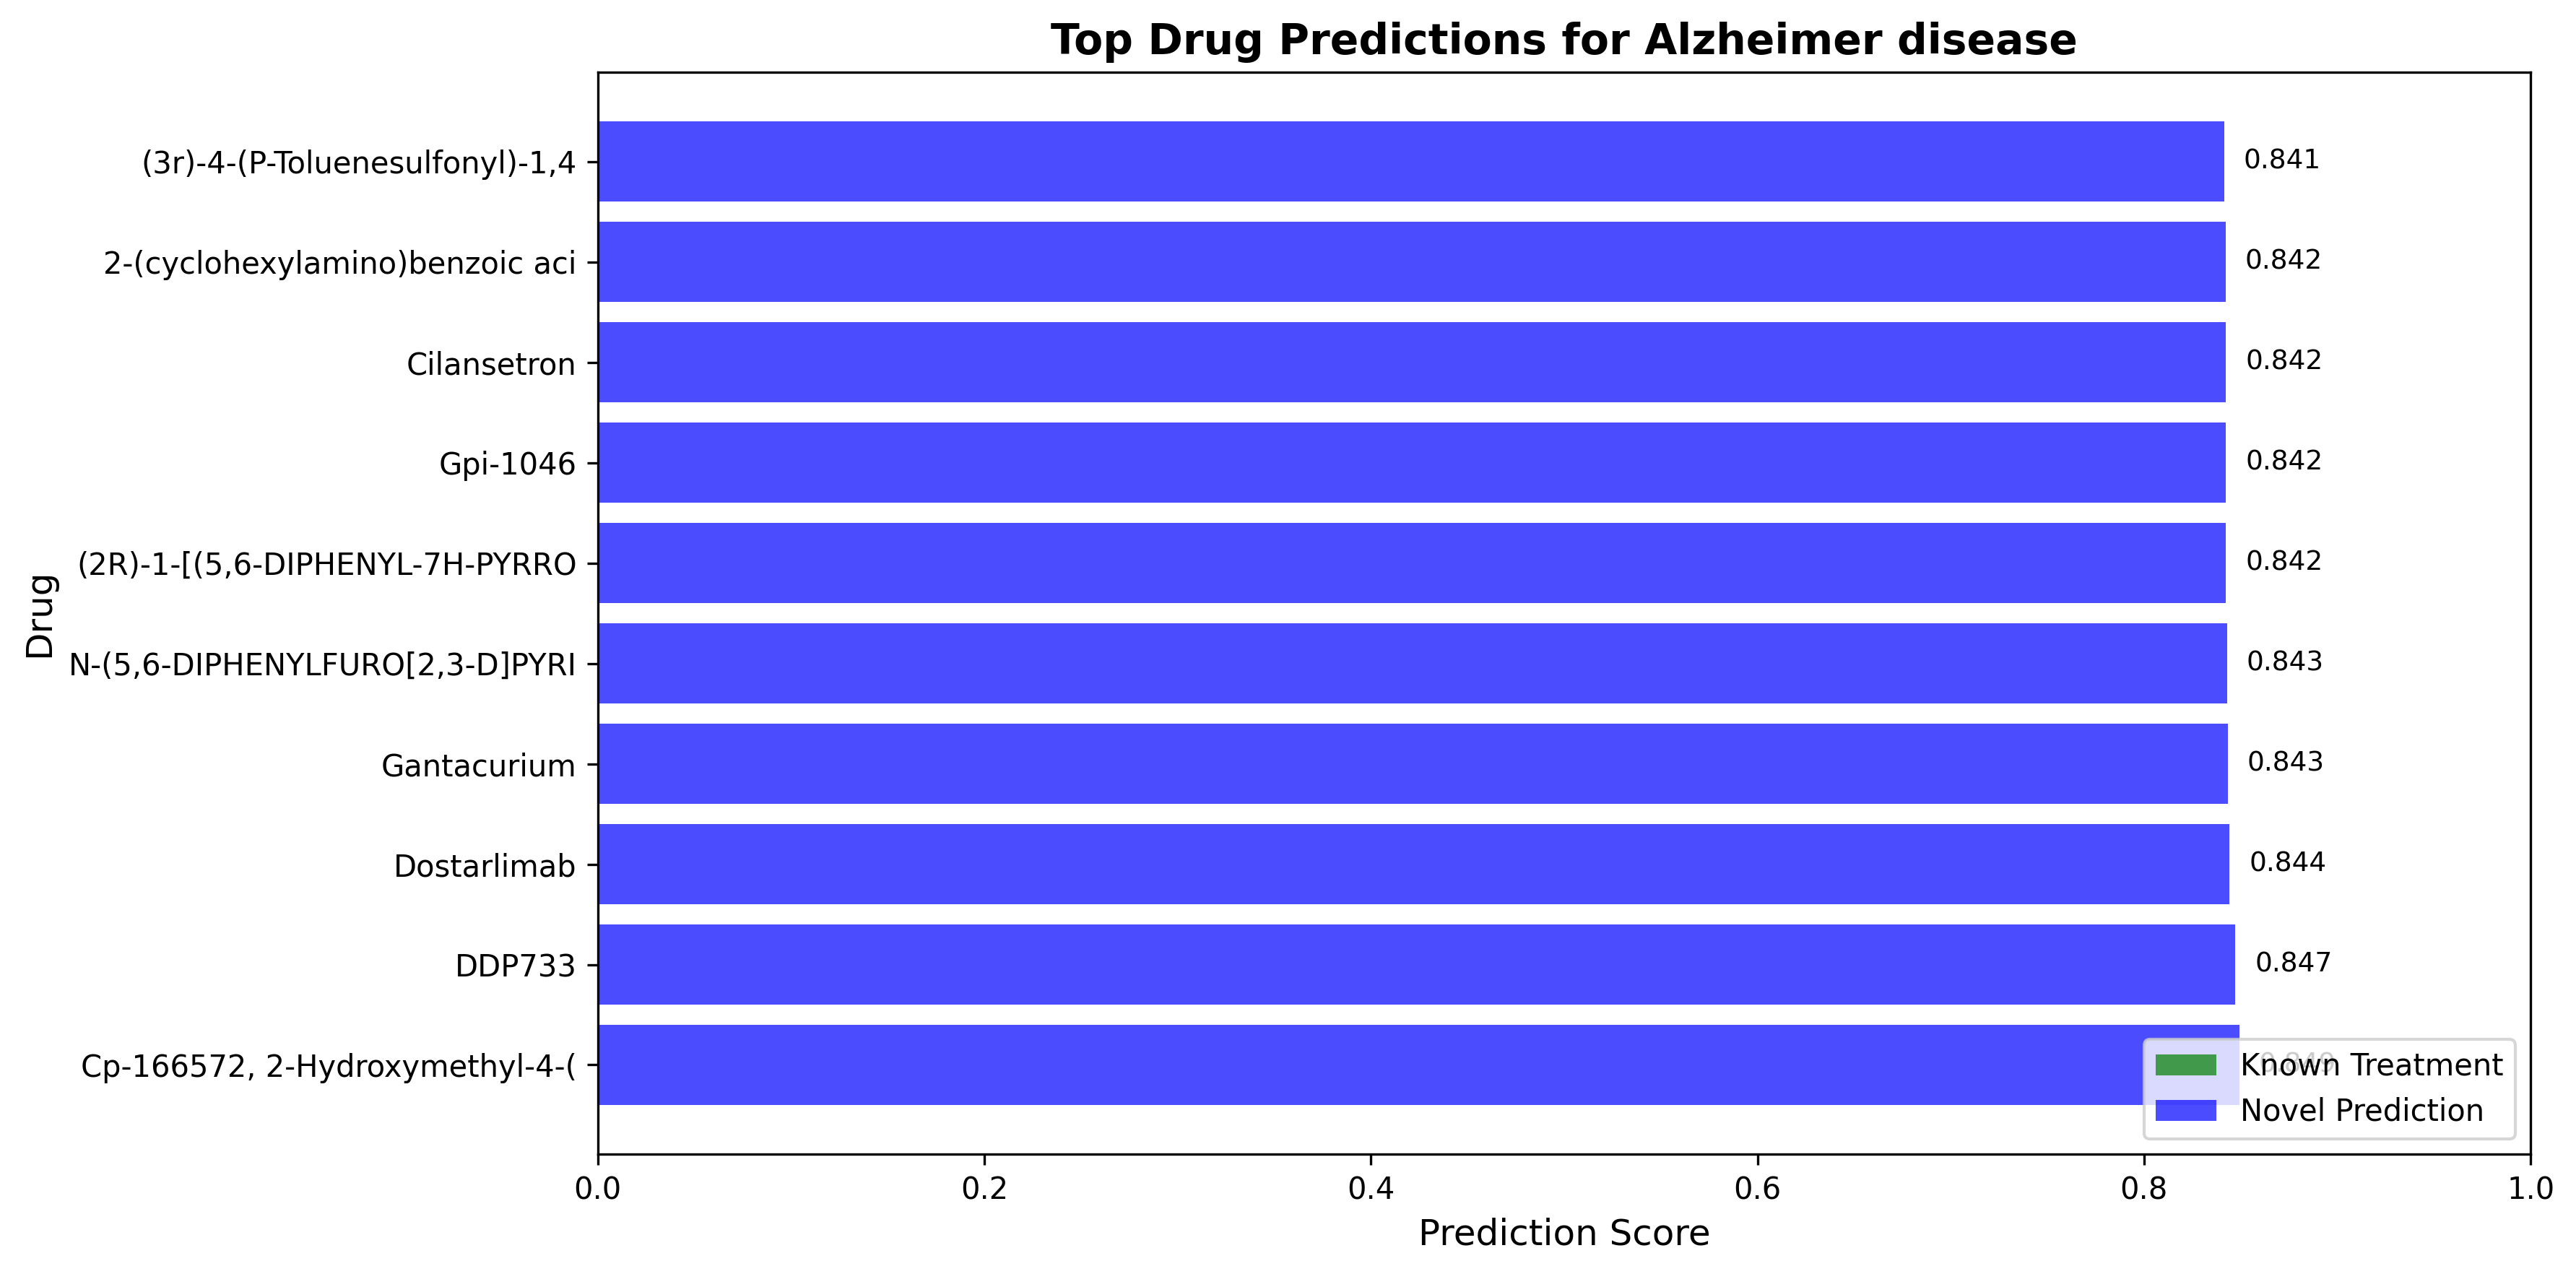 Top Drug Predictions for Alzheimer disease
(3r)-4-(P-Toluenesulfonyl)-1,4
0.841
2-(cyclohexylamino)benzoic aci
0.842
Cilansetron
0.842
Gpi-1046
0.842
(2R)-1-[(5,6-DIPHENYL-7H-PYRRO
0.842
N-(5,6-DIPHENYLFURO[2,3-D]PYRI
0.843
Gantacurium
0.843
Dostarlimab
0.844
DDP733
0.847
Cp-166572, 2-Hydroxymethyl-4-(
0.849
Known Treatment
Novel Prediction
0.0 0.2 0.4 0.6 0.8 1.0
Prediction Score
Drug